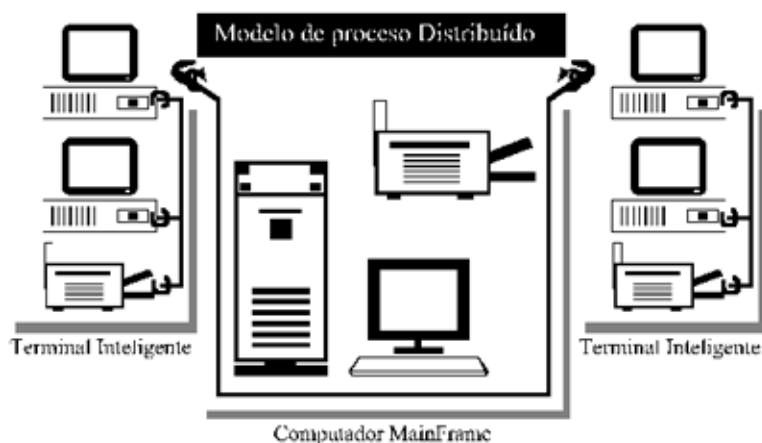 Modelo de proceso Distribuído
Terminal Inteligente
Terminal Inteligente
Computador MainFrame